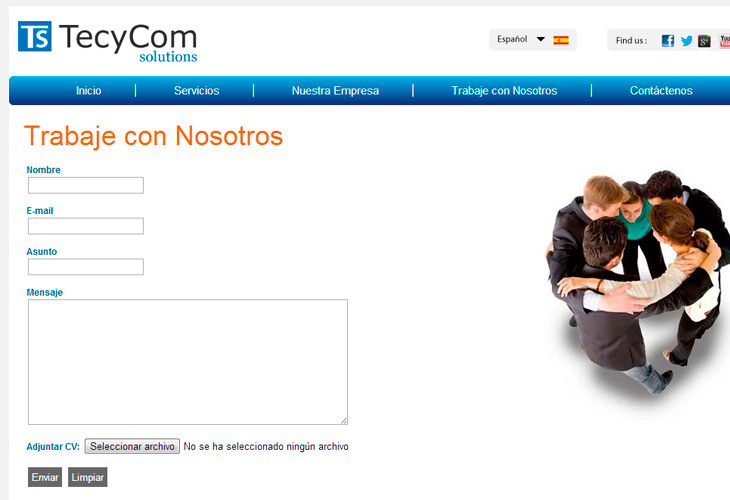 TS TecyCom
solutions
Español
Find us :
You
Inicio
Servicios
Nuestra Empresa
Trabaje con Nosotros
Contáctenos
Trabaje con Nosotros
Nombre
E-mail
Asunto
Mensaje
Adjuntar CV: Seleccionar archivo No se ha seleccionado ningún archivo
Enviar Limpiar